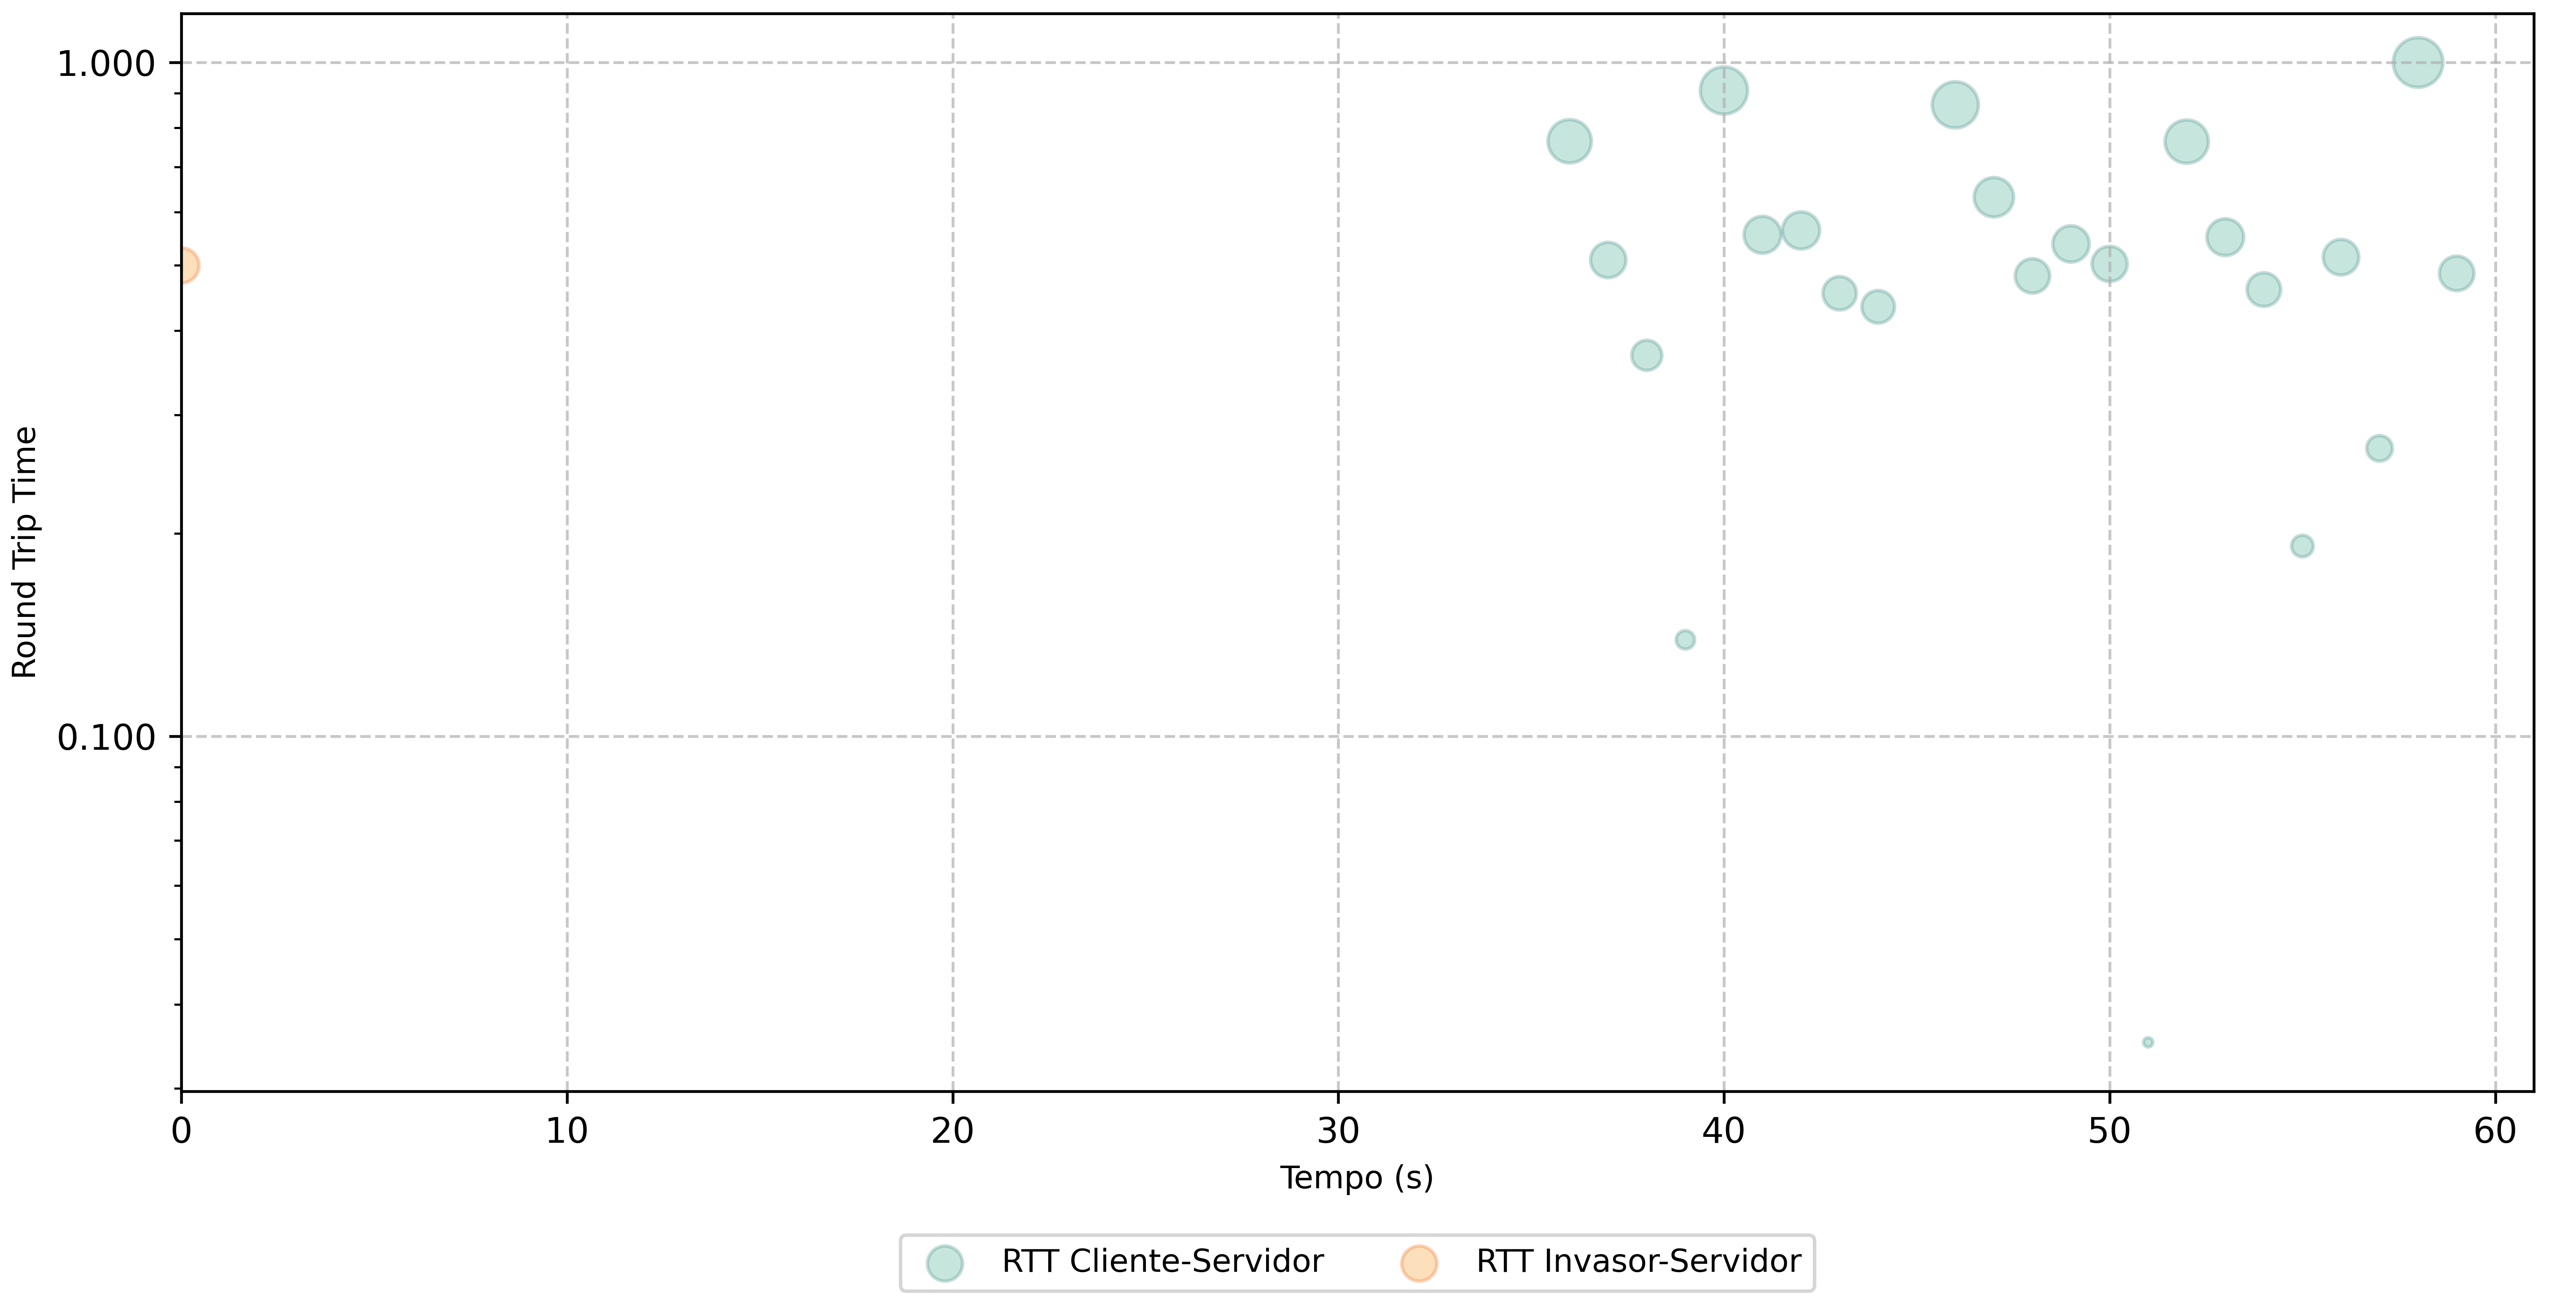 1.000
0.100
Round Trip Time
0 10 20 30 40 50 60
Tempo (s)
RTT Cliente-Servidor RTT Invasor-Servidor